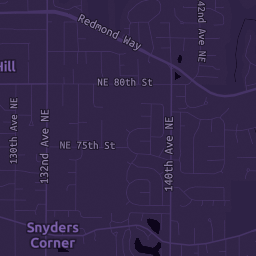 Redmond Way
42nd Ave NE
Hill
NE 80th St
130th Ave NE
132nd Ave NE
NE 75th St
140th Ave NE
Snyders
Corner